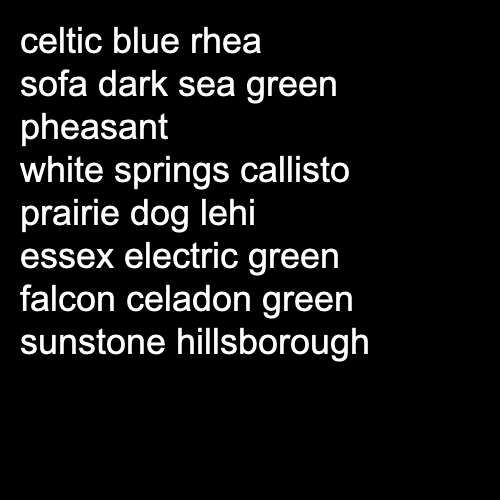 celtic blue rhea
sofa dark sea green
pheasant
white springs callisto
prairie dog lehi
essex electric green
falcon celadon green
sunstone hillsborough